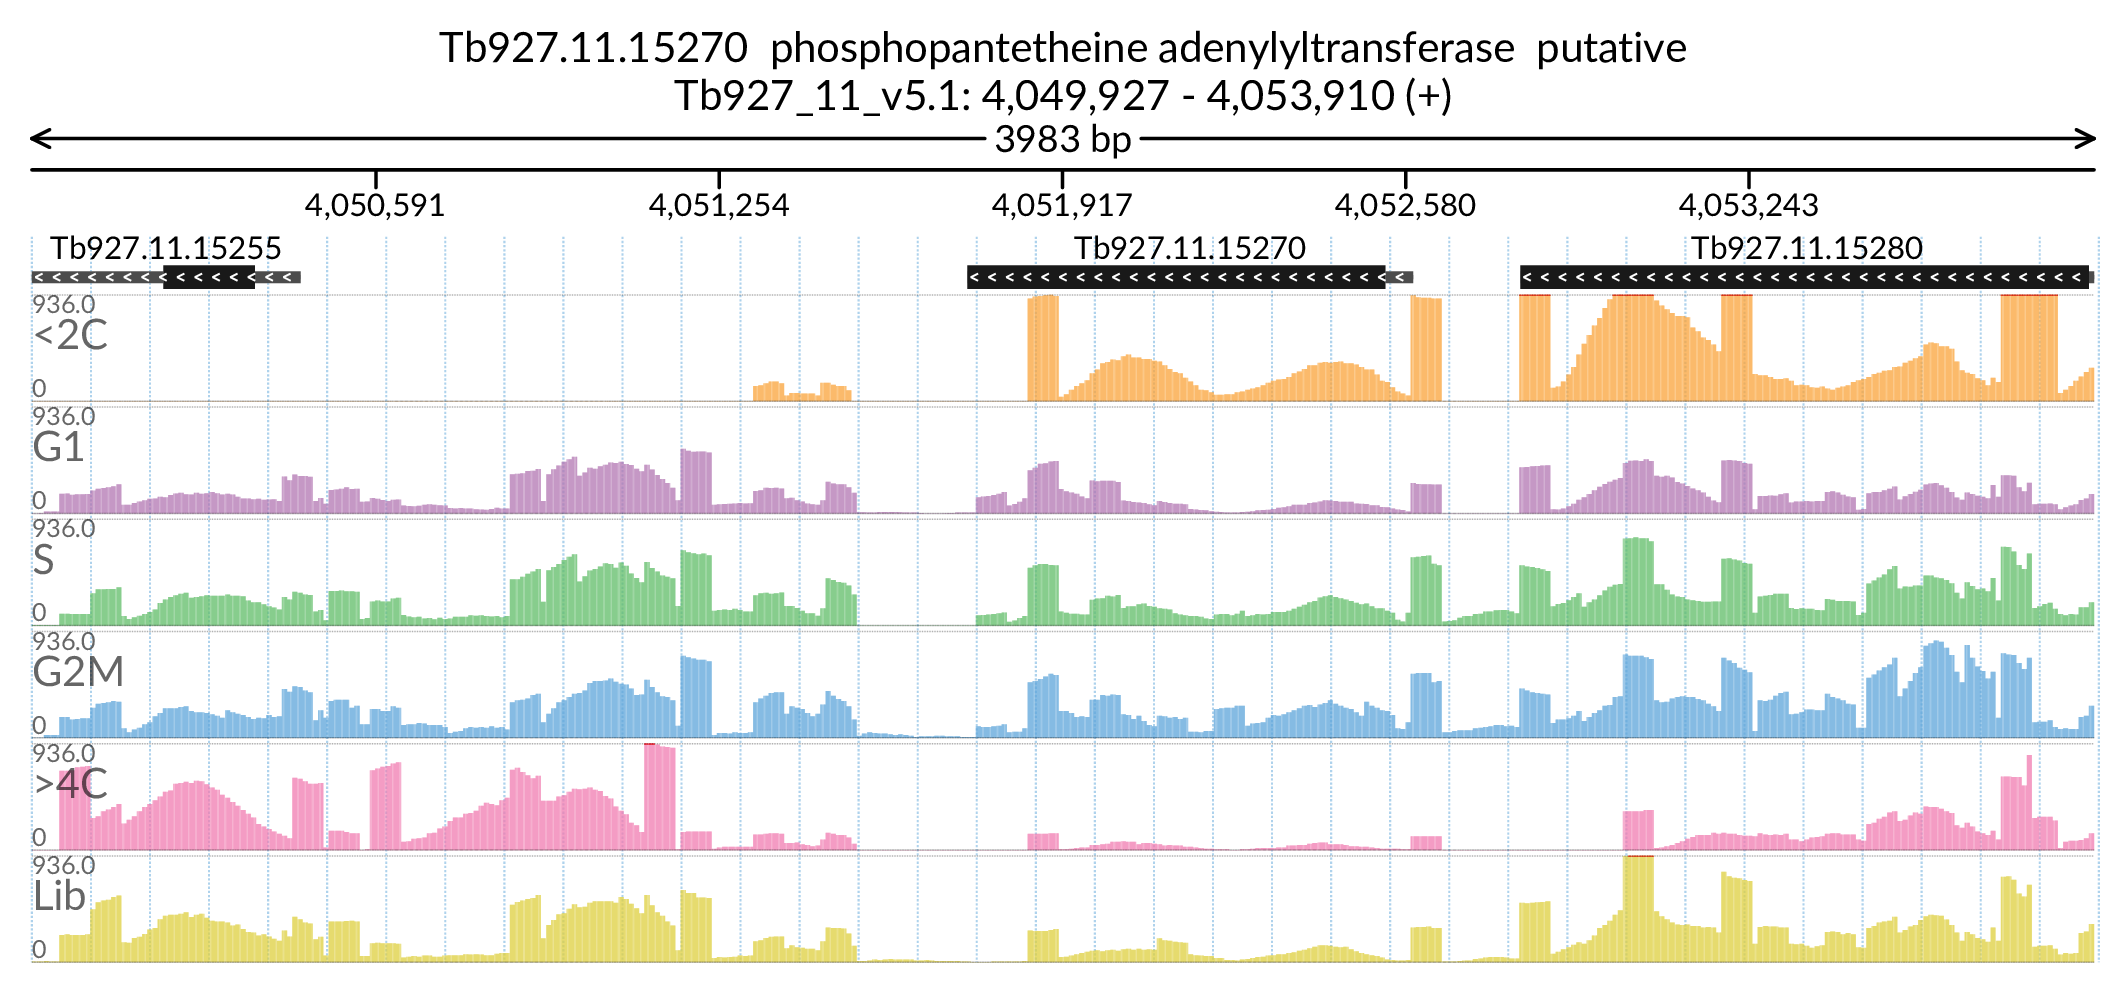 Tb927.11.15270 phosphopantetheine adenylyltransferase putative
Tb927_11_v5.1: 4,049,927 - 4,053,910 (+)
3983 bp
4,050,591 4,051,254 4,051,917 4,052,580 4,053,243
Tb927.11.15255 Tb927.11.15270 Tb927.11.15280
936.0
<2C
0
936.0
G1
0
936.0
S
0
936.0
G2M
0
936.0
>4C
0
936.0
Lib
0